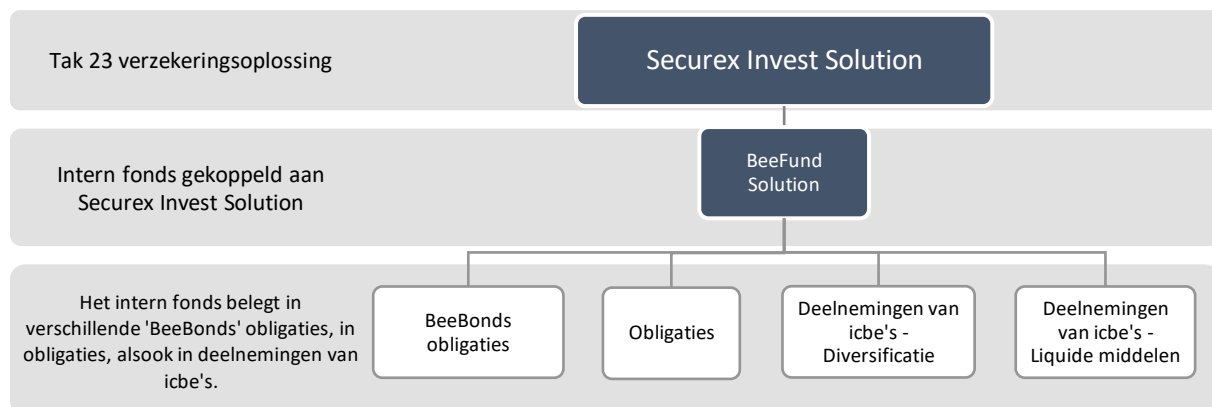 Tak 23 verzekeringsoplossing
Securex Invest Solution
Intern fonds gekoppeld aan
Securex Invest Solution
BeeFund
Solution
Het intern fonds belegt in
verschillende 'BeeBonds' obligaties, in
obligaties, alsook in deelnemingen van
icbe's.
BeeBonds
obligaties
Obligaties
Deelnemingen van
icbe's -
Diversificatie
Deelnemingen
van icbe's -
Liquide middelen